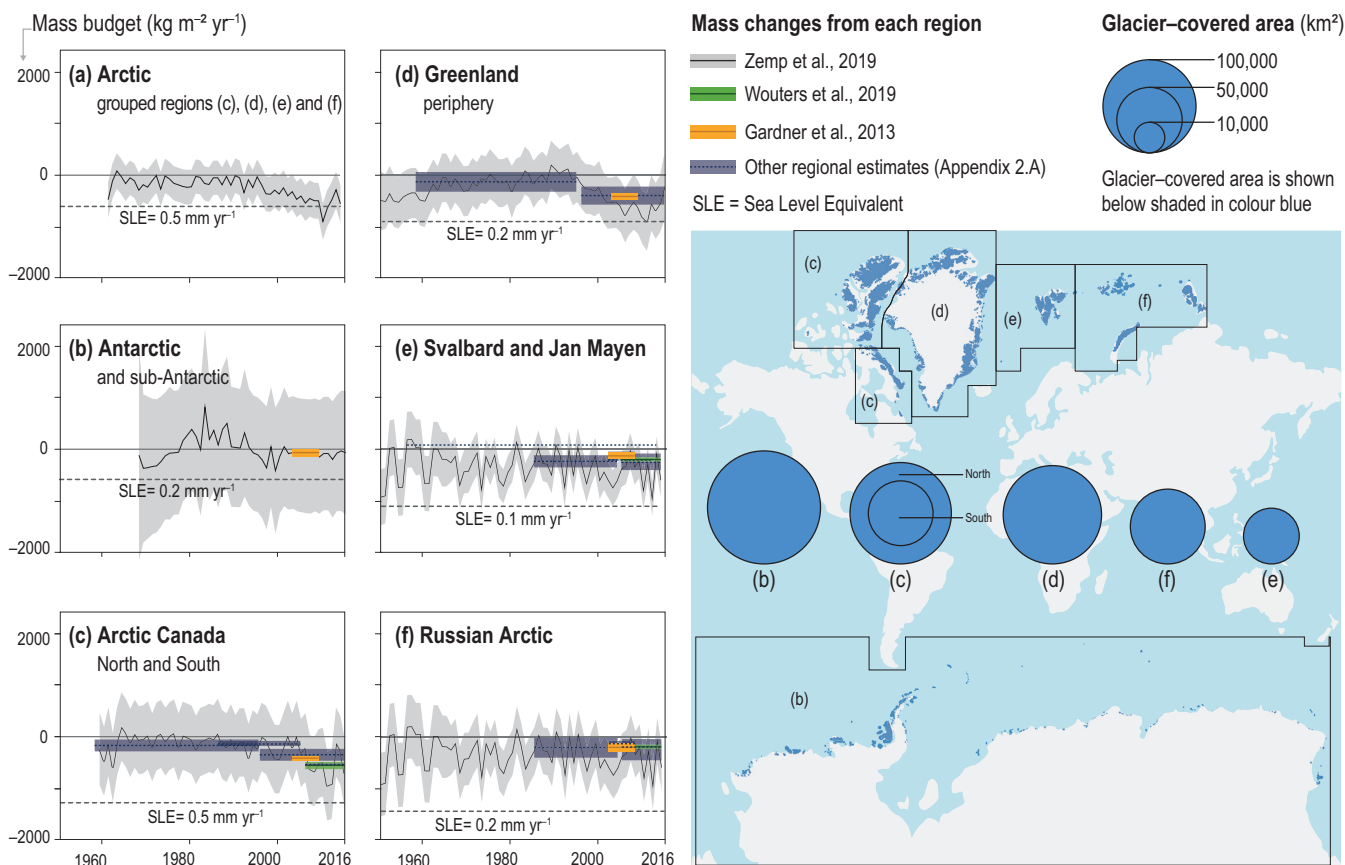 Mass budget (kg m⁻² yr⁻¹)
2000
0
–2000
(a) Arctic
grouped regions (c), (d), (e) and (f)
SLE= 0.5 mm yr⁻¹
(d) Greenland
periphery
SLE= 0.2 mm yr⁻¹
2000
0
–2000
(b) Antarctic
and sub-Antarctic
SLE= 0.2 mm yr⁻¹
(e) Svalbard and Jan Mayen
SLE= 0.1 mm yr⁻¹
2000
0
–2000
(c) Arctic Canada
North and South
SLE= 0.5 mm yr⁻¹
1960 1980 2000 2016
(f) Russian Arctic
SLE= 0.2 mm yr⁻¹
1960 1980 2000 2016
Mass changes from each region
Zemp et al., 2019
Wouters et al., 2019
Gardner et al., 2013
Other regional estimates (Appendix 2.A)
SLE = Sea Level Equivalent
Glacier–covered area (km²)
100,000
50,000
10,000
Glacier–covered area is shown
below shaded in colour blue
(c)
(d)
(e)
(f)
(c)
North
South
(b)
(c)
(d)
(f)
(e)
(b)